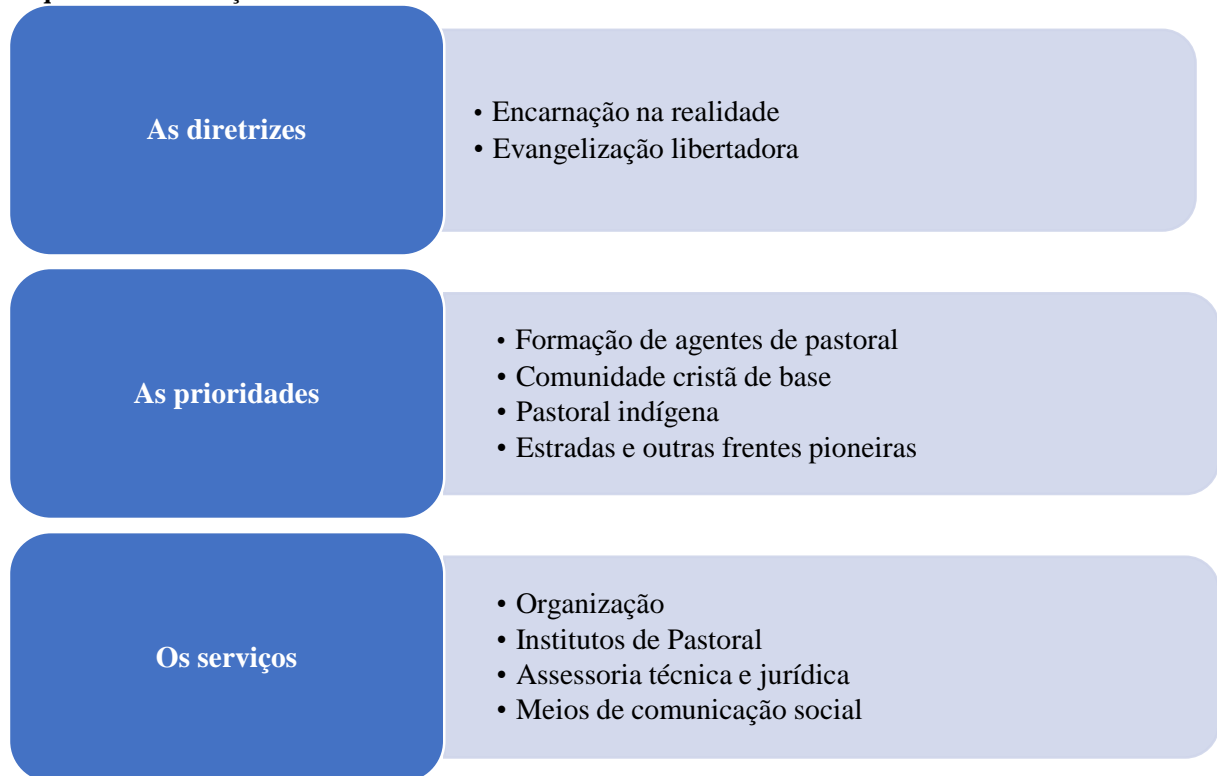 As diretrizes
• Encarnação na realidade
• Evangelização libertadora
As prioridades
• Formação de agentes de pastoral
• Comunidade cristã de base
• Pastoral indígena
• Estradas e outras frentes pioneiras
Os serviços
• Organização
• Institutos de Pastoral
• Assessoria técnica e jurídica
• Meios de comunicação social